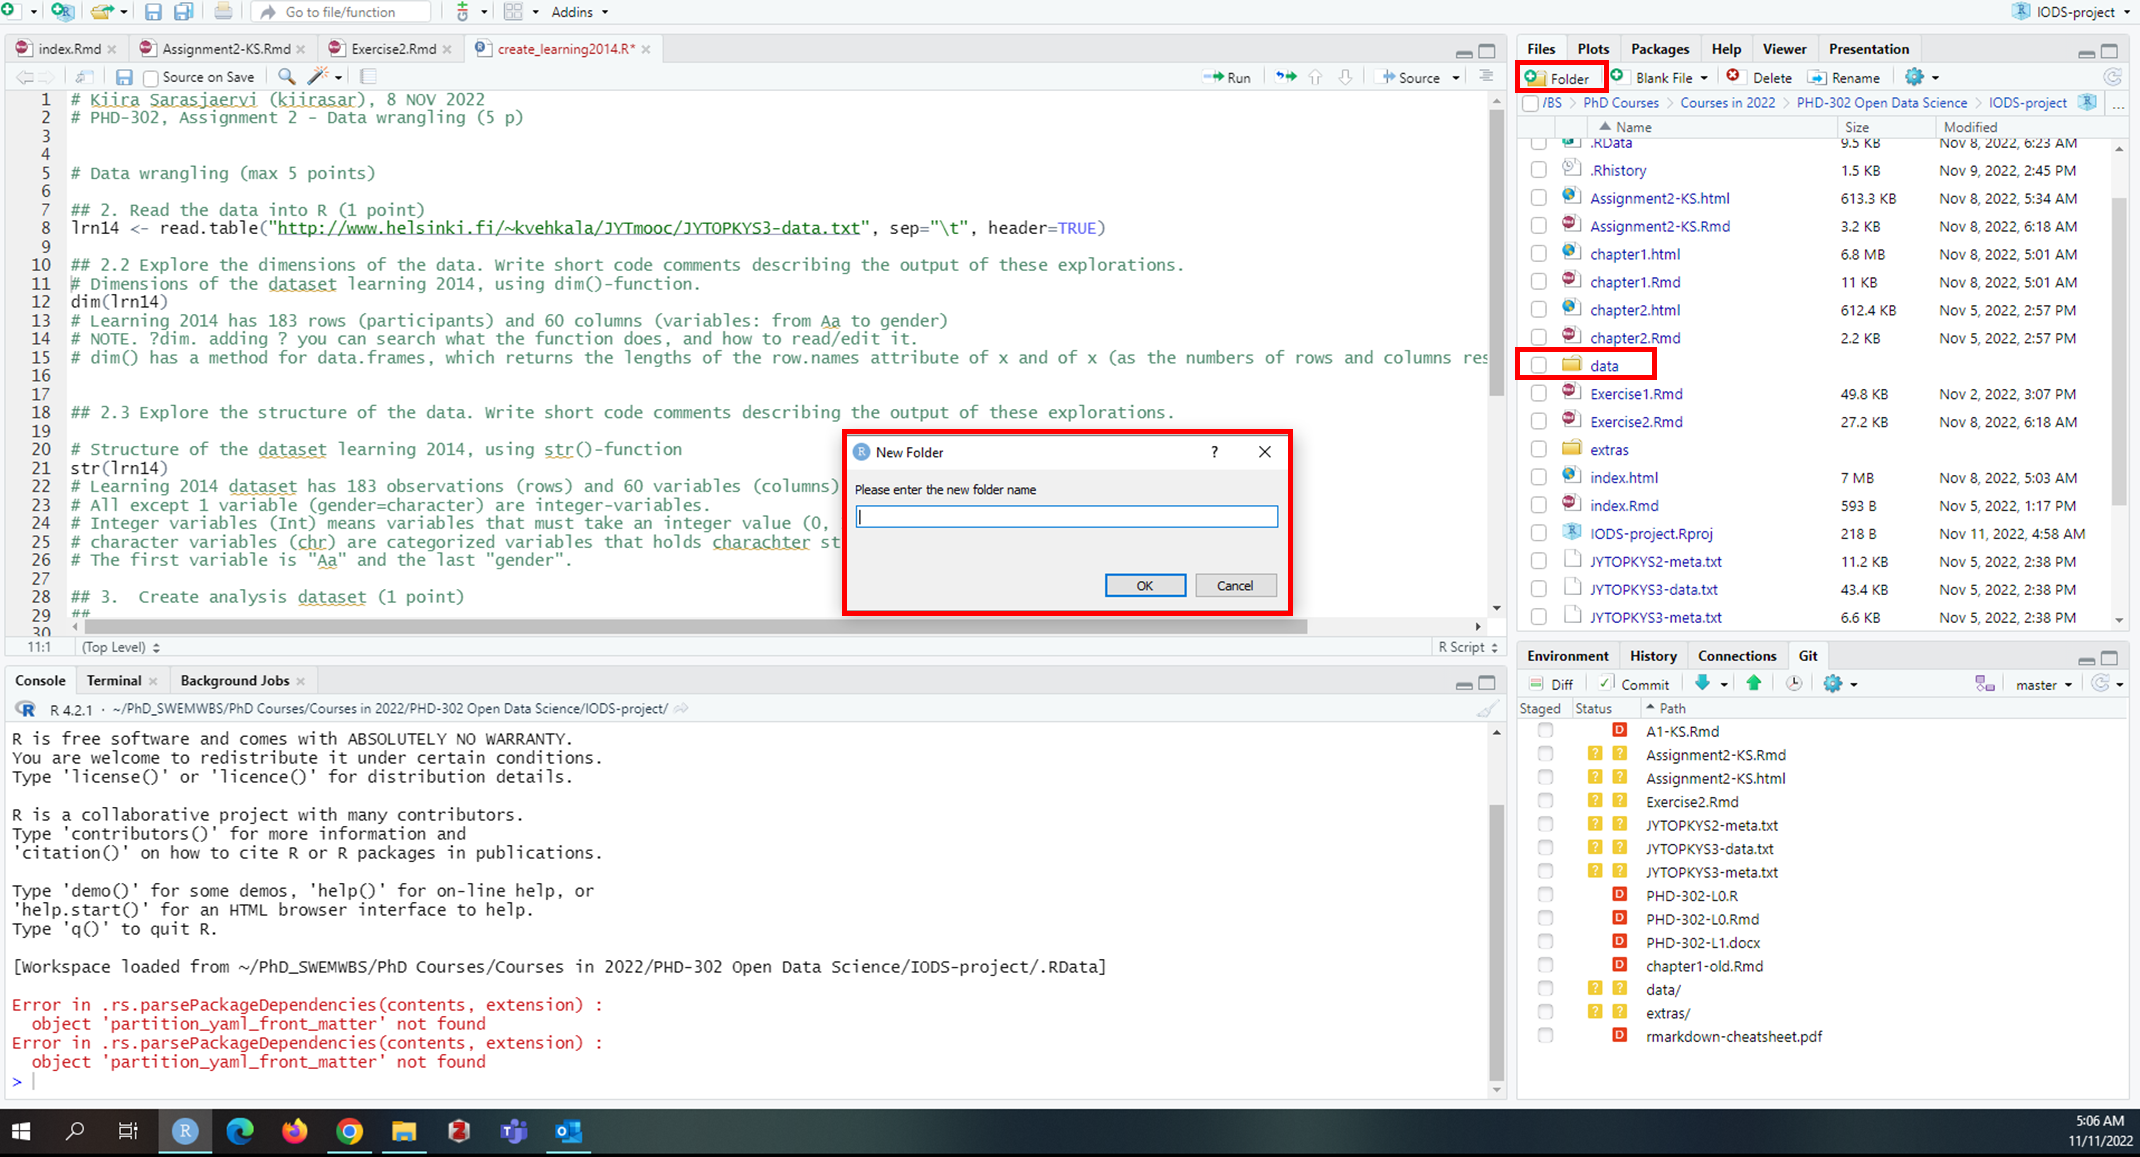 Go to file/function
Addins
IODS-project
index.Rmd
Assignment2-KS.Rmd
Exercise2.Rmd
create_learning2014.R*
Source on Save
Run
Source
1 # Kiira Sarasjaervi (kiirasar), 8 NOV 2022
2 # PHD-302, Assignment 2 - Data wrangling (5 p)
3
4
5 # Data wrangling (max 5 points)
6
7 ## 2. Read the data into R (1 point)
8 lrn14 <- read.table("http://www.helsinki.fi/~kvehkala/JYTmooc/JYTOPKYS3-data.txt", sep="\t", header=TRUE)
9
10 ## 2.2 Explore the dimensions of the data. Write short code comments describing the output of these explorations.
11 # Dimensions of the dataset learning 2014, using dim()-function.
12 dim(lrn14)
13 # Learning 2014 has 183 rows (participants) and 60 columns (variables: from Aa to gender)
14 # NOTE. ?dim. adding ? you can search what the function does, and how to read/edit it.
15 # dim() has a method for data.frames, which returns the lengths of the row.names attribute of x and of x (as the numbers of rows and columns res
16
17
18 ## 2.3 Explore the structure of the data. Write short code comments describing the output of these explorations.
19
20 # Structure of the dataset learning 2014, using str()-function
21 str(lrn14)
22 # Learning 2014 dataset has 183 observations (rows) and 60 variables (columns)
23 # All except 1 variable (gender=character) are integer-variables.
24 # Integer variables (Int) means variables that must take an integer value (0,
25 # character variables (chr) are categorized variables that holds charachter st
26 # The first variable is "Aa" and the last "gender".
27
28 ## 3.  Create analysis dataset (1 point)
29 ##
30
11:1
(Top Level)
R Script
New Folder
?
Please enter the new folder name
OK
Cancel
Console
Terminal
Background Jobs
R 4.2.1 · ~/PhD_SWEMWBS/PhD Courses/Courses in 2022/PHD-302 Open Data Science/IODS-project/
R is free software and comes with ABSOLUTELY NO WARRANTY.
You are welcome to redistribute it under certain conditions.
Type 'license()' or 'licence()' for distribution details.
R is a collaborative project with many contributors.
Type 'contributors()' for more information and
'citation()' on how to cite R or R packages in publications.
Type 'demo()' for some demos, 'help()' for on-line help, or
'help.start()' for an HTML browser interface to help.
Type 'q()' to quit R.
[Workspace loaded from ~/PhD_SWEMWBS/PhD Courses/Courses in 2022/PHD-302 Open Data Science/IODS-project/.RData]
Error in .rs.parsePackageDependencies(contents, extension) :
object 'partition_yaml_front_matter' not found
Error in .rs.parsePackageDependencies(contents, extension) :
object 'partition_yaml_front_matter' not found
>
Files Plots Packages Help Viewer Presentation
Folder Blank File Delete Rename
/BS > PhD Courses > Courses in 2022 > PHD-302 Open Data Science > IODS-project ...
Name Size Modified
.RData 9.5 KB Nov 8, 2022, 6:23 AM
.Rhistory 1.5 KB Nov 9, 2022, 2:45 PM
Assignment2-KS.html 613.3 KB Nov 8, 2022, 5:34 AM
Assignment2-KS.Rmd 3.2 KB Nov 8, 2022, 6:18 AM
chapter1.html 6.8 MB Nov 8, 2022, 5:01 AM
chapter1.Rmd 11 KB Nov 8, 2022, 5:01 AM
chapter2.html 612.4 KB Nov 5, 2022, 2:57 PM
chapter2.Rmd 2.2 KB Nov 5, 2022, 2:57 PM
data
Exercise1.Rmd 49.8 KB Nov 2, 2022, 3:07 PM
Exercise2.Rmd 27.2 KB Nov 8, 2022, 6:18 AM
extras
index.html 7 MB Nov 8, 2022, 5:03 AM
index.Rmd 593 B Nov 5, 2022, 1:17 PM
IODS-project.Rproj 218 B Nov 11, 2022, 4:58 AM
JYTOPKYS2-meta.txt 11.2 KB Nov 5, 2022, 2:38 PM
JYTOPKYS3-data.txt 43.4 KB Nov 5, 2022, 2:38 PM
JYTOPKYS3-meta.txt 6.6 KB Nov 5, 2022, 2:38 PM
Environment History Connections Git
Diff Commit master
Staged Status Path
D A1-KS.Rmd
? ? Assignment2-KS.Rmd
? ? Assignment2-KS.html
? ? Exercise2.Rmd
? ? JYTOPKYS2-meta.txt
? ? JYTOPKYS3-data.txt
? ? JYTOPKYS3-meta.txt
D PHD-302-L0.R
D PHD-302-L0.Rmd
D PHD-302-L1.docx
D chapter1-old.Rmd
? ? data/
? ? extras/
D rmarkdown-cheatsheet.pdf
5:06 AM
11/11/2022